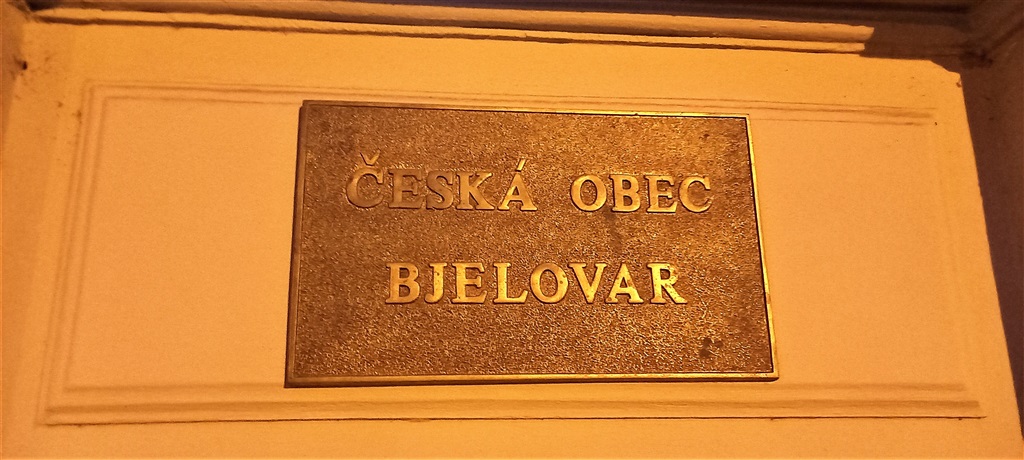 ČESKÁ OBEC
BJELOVAR